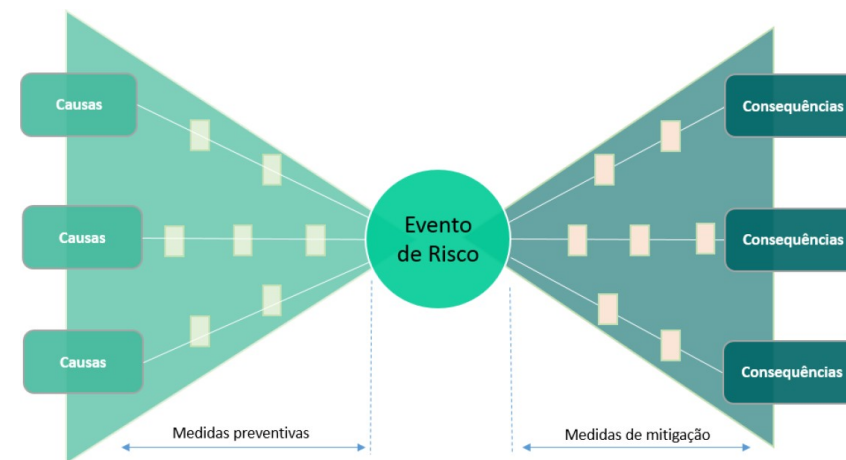 Causas
Consequências
Evento
de Risco
Causas
Consequências
Causas
Consequências
Medidas preventivas
Medidas de mitigação